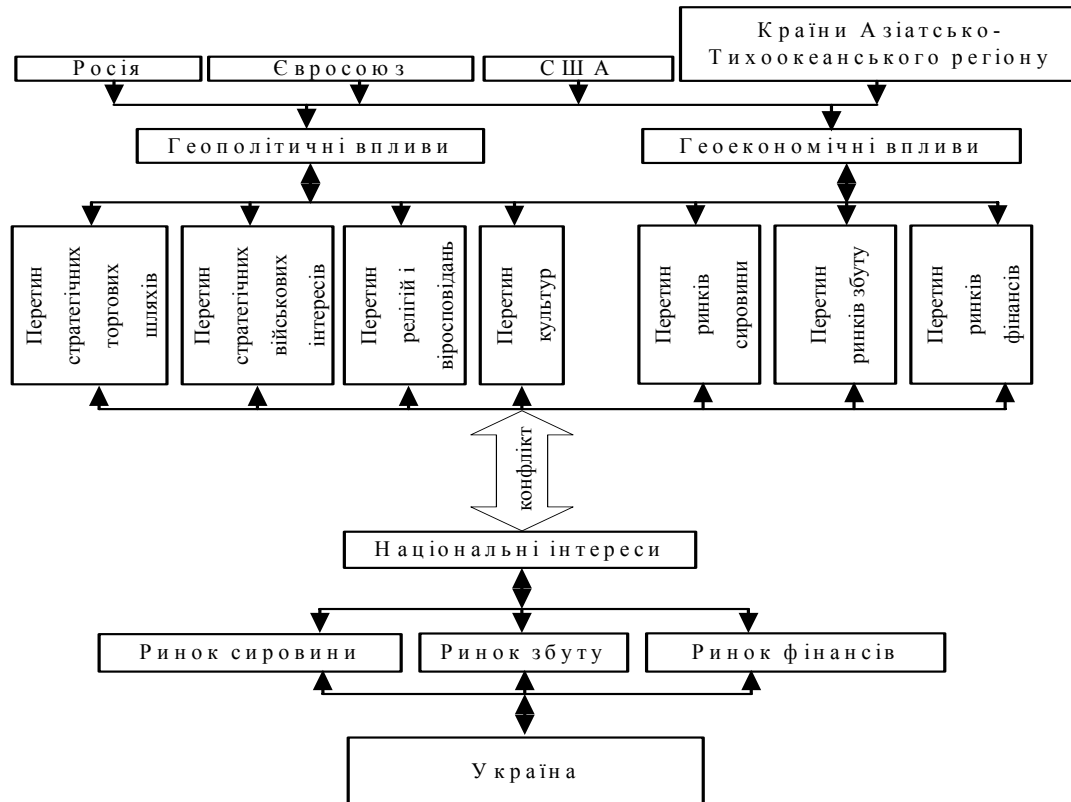 Країни Азіатсько-
Тихоокеанського регіону
Росія
Євросоюз
США
Геополітичні впливи
Геоекономічні впливи
Перетин
стратегічних
торгових
шляхів
Перетин
стратегічних
військових
інтересів
Перетин
релігій і
віросповідань
Перетин
культур
Перетин
ринків
сировини
Перетин
ринків збуту
Перетин
ринків
фінансів
конфлікт
Національні інтереси
Ринок сировини
Ринок збуту
Ринок фінансів
Україна